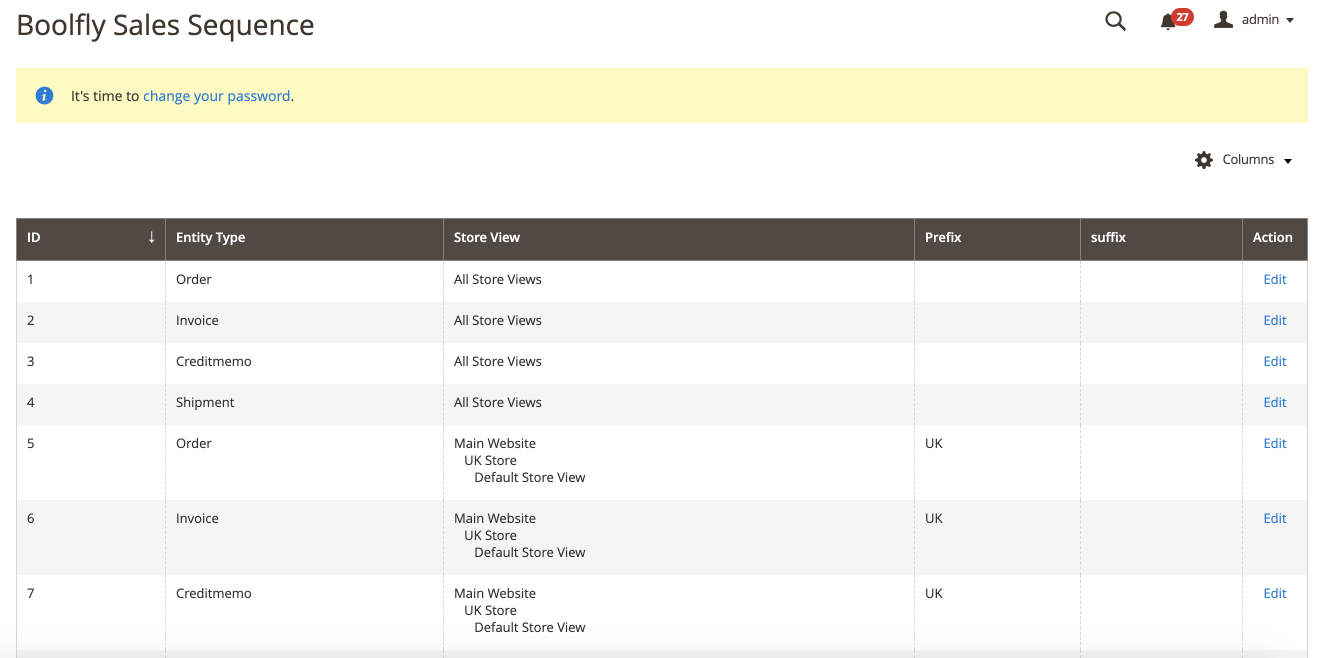 Boolfly Sales Sequence
27
admin
It's time to change your password.
Columns
ID ↓ Entity Type Store View Prefix suffix Action
1 Order All Store Views Edit
2 Invoice All Store Views Edit
3 Creditmemo All Store Views Edit
4 Shipment All Store Views Edit
5 Order Main Website UK Edit
UK Store
Default Store View
6 Invoice Main Website UK Edit
UK Store
Default Store View
7 Creditmemo Main Website UK Edit
UK Store
Default Store View